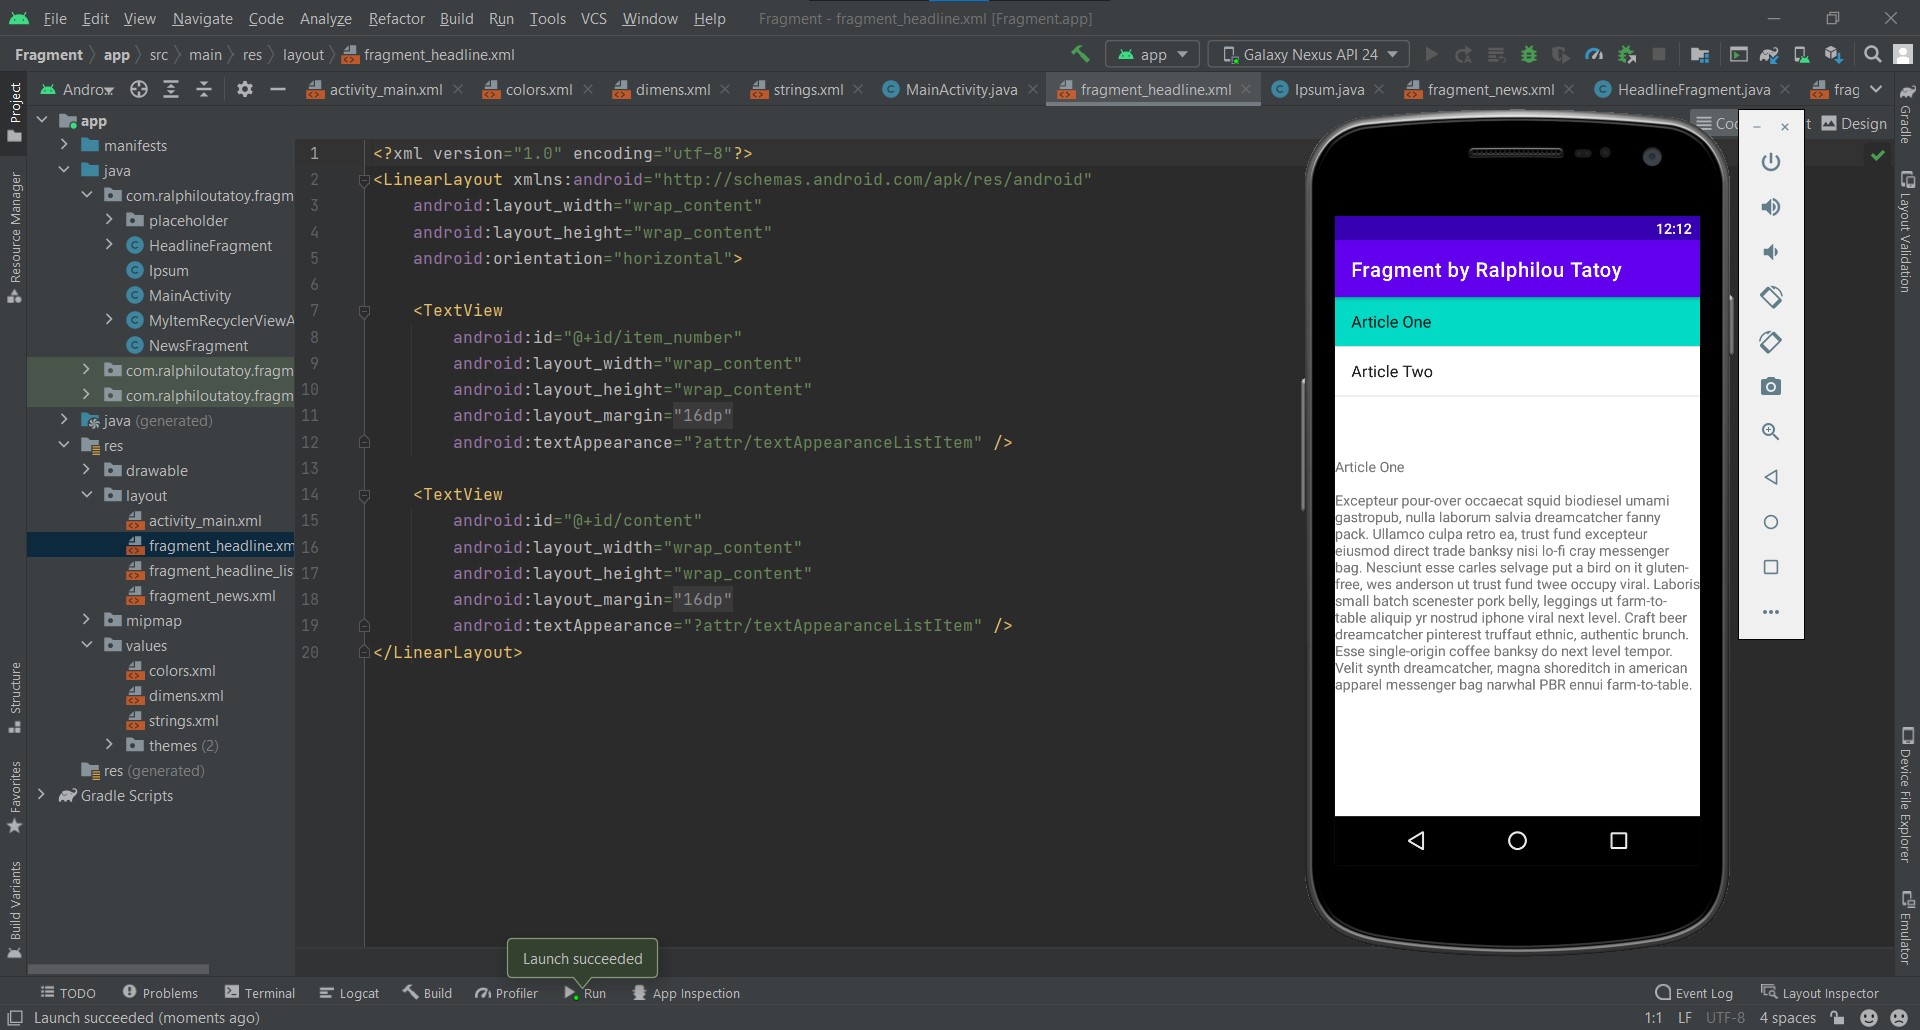 File Edit View Navigate Code Analyze Refactor Build Run Tools VCS Window Help Fragment - fragment_headline.xml [Fragment.app]
Fragment app src main res layout fragment_headline.xml
app Galaxy Nexus API 24
activity_main.xml colors.xml dimens.xml strings.xml MainActivity.java fragment_headline.xml Ipsum.java fragment_news.xml HeadlineFragment.java frag
Design
Project
Resource Manager
Structure
Favorites
Build Variants
Andro
app
manifests
java
com.ralphiloutatoy.fragm
placeholder
HeadlineFragment
Ipsum
MainActivity
MyItemRecyclerViewA
NewsFragment
com.ralphiloutatoy.fragm
com.ralphiloutatoy.fragm
java (generated)
res
drawable
layout
activity_main.xml
fragment_headline.xm
fragment_headline_lis
fragment_news.xml
mipmap
values
colors.xml
dimens.xml
strings.xml
themes (2)
res (generated)
Gradle Scripts
1 <?xml version="1.0" encoding="utf-8"?>
2 <LinearLayout xmlns:android="http://schemas.android.com/apk/res/android"
3 android:layout_width="wrap_content"
4 android:layout_height="wrap_content"
5 android:orientation="horizontal">
6
7 <TextView
8 android:id="@+id/item_number"
9 android:layout_width="wrap_content"
10 android:layout_height="wrap_content"
11 android:layout_margin="16dp"
12 android:textAppearance="?attr/textAppearanceListItem" />
13
14 <TextView
15 android:id="@+id/content"
16 android:layout_width="wrap_content"
17 android:layout_height="wrap_content"
18 android:layout_margin="16dp"
19 android:textAppearance="?attr/textAppearanceListItem" />
20 </LinearLayout>
12:12
Fragment by Ralphilou Tatoy
Article One
Article Two
Article One
Excepteur pour-over occaecat squid biodiesel umami
gastropub, nulla laborum salvia dreamcatcher fanny
pack. Ullamco culpa retro ea, trust fund excepteur
eiusmod direct trade banksy nisi lo-fi cray messenger
bag. Nesciunt esse carles selvage put a bird on it gluten-
free, wes anderson ut trust fund twee occupy viral. Laboris
small batch scenester pork belly, leggings ut farm-to-
table aliquip yr nostrud iphone viral next level. Craft beer
dreamcatcher pinterest truffaut ethnic, authentic brunch.
Esse single-origin coffee banksy do next level tempor.
Velit synth dreamcatcher, magna shoreditch in american
apparel messenger bag narwhal PBR ennui farm-to-table.
Gradle
Layout Validation
Device File Explorer
Emulator
Launch succeeded
TODO Problems Terminal Logcat Build Profiler Run App Inspection Event Log Layout Inspector
Launch succeeded (moments ago) 1:1 LF UTF-8 4 spaces